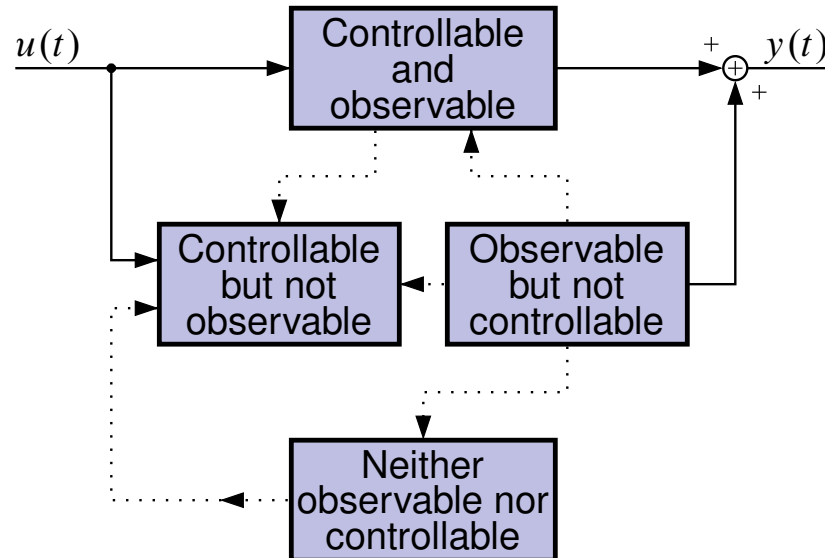 u(t)
Controllable
and
observable
+
+
y(t)
+
Controllable
but not
observable
Observable
but not
controllable
Neither
observable nor
controllable